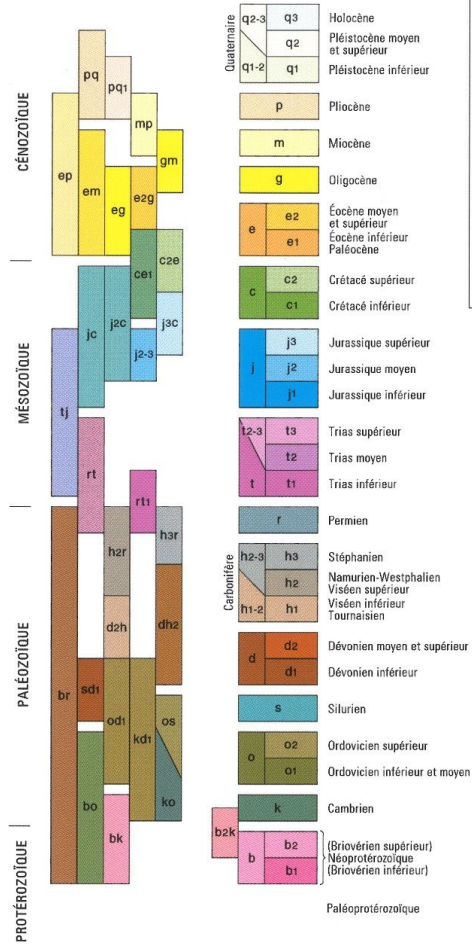 CÉNOZOÏQUE
MÉSOZOÏQUE
PALÉOZOÏQUE
PROTÉROZOÏQUE
pq
pq1
mp
gm
ep
em
eg
e2g
ce1
c2e
jc
j2c
j2-3
j3c
tj
rt
rt1
h2r
h3r
d2h
dh2
br
sd1
od1
kd1
os
ko
bo
bk
Quaternaire
q2-3
q3
Holocène
q2
Pléistocène moyen
et supérieur
q1-2
q1
Pléistocène inférieur
p
Pliocène
m
Miocène
g
Oligocène
e
e2
Éocène moyen
et supérieur
e1
Éocène inférieur
Paléocène
c
c2
Crétacé supérieur
c1
Crétacé inférieur
j
j3
Jurassique supérieur
j2
Jurassique moyen
j1
Jurassique inférieur
t2-3
t3
Trias supérieur
t2
Trias moyen
t
t1
Trias inférieur
r
Permien
Carbonifère
h2-3
h3
Stéphanien
h2
Namurien-Westphalien
Viséen supérieur
h1-2
h1
Viséen inférieur
Tournaisien
d
d2
Dévonien moyen et supérieur
d1
Dévonien inférieur
s
Silurien
o
o2
Ordovicien supérieur
o1
Ordovicien inférieur et moyen
k
Cambrien
b2k
b
b2
(Briovérien supérieur)
Néoprotérozoïque
b1
(Briovérien inférieur)
Paléoprotérozoïque